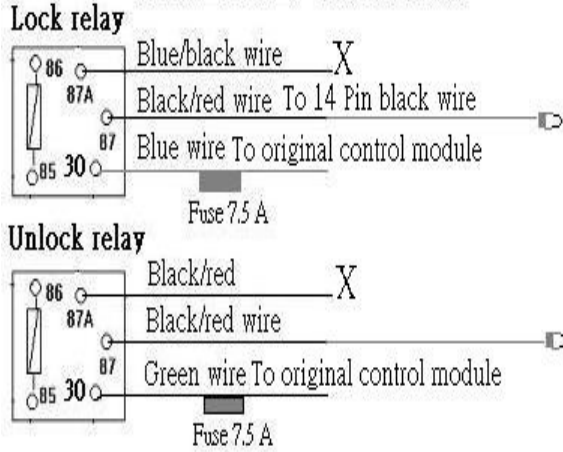 Lock relay
86
Blue/black wire X
87A
Black/red wire To 14 Pin black wire
87
Blue wire To original control module
85 30
Fuse 7.5 A
Unlock relay
86
Black/red X
87A
Black/red wire
87
Green wire To original control module
85 30
Fuse 7.5 A